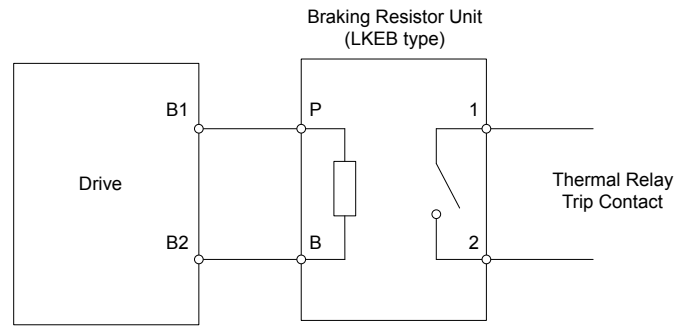 Braking Resistor Unit
(LKEB type)
B1
P
1
Drive
Thermal Relay
Trip Contact
B2
B
2